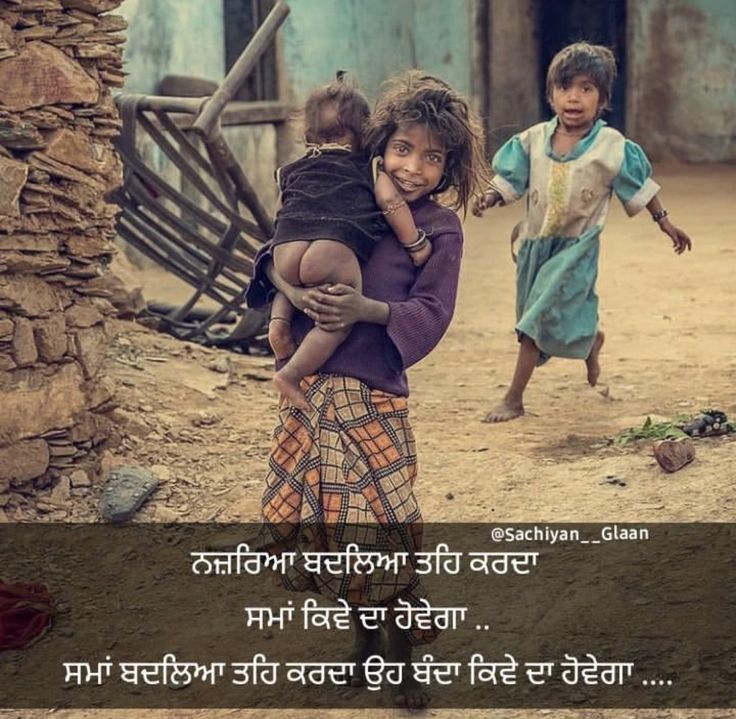 @Sachiyan__Glaan
ਨਜ਼ਰਿਆ ਬਦਲਿਆ ਤਹਿ ਕਰਦਾ
ਸਮਾਂ ਕਿਵੇ ਦਾ ਹੋਵੇਗਾ ..
ਸਮਾਂ ਬਦਲਿਆ ਤਹਿ ਕਰਦਾ ਉਹ ਬੰਦਾ ਕਿਵੇ ਦਾ ਹੋਵੇਗਾ ....